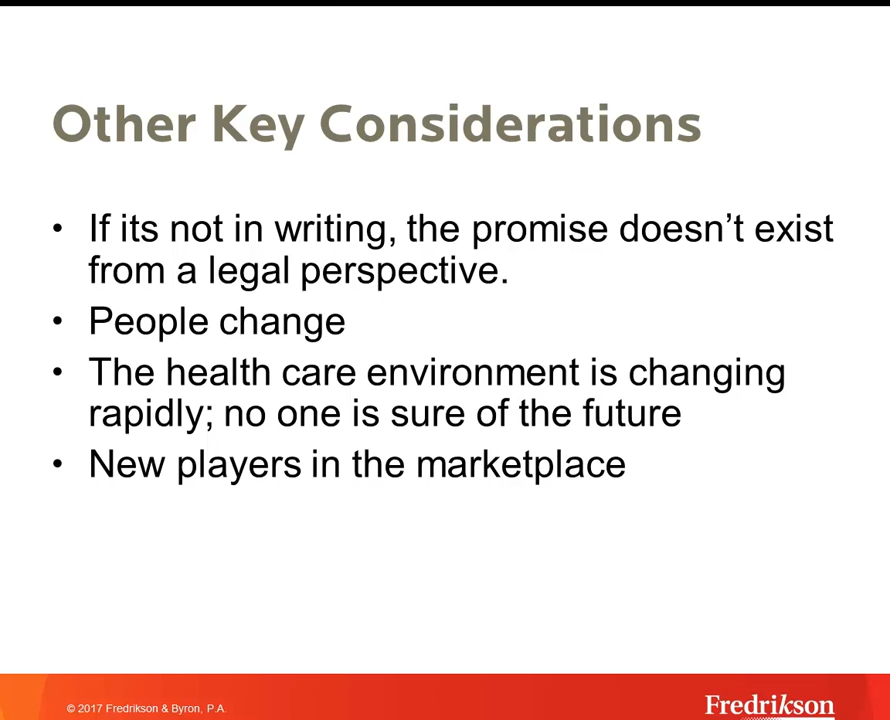 Other Key Considerations
• If its not in writing, the promise doesn’t exist
from a legal perspective.
• People change
• The health care environment is changing
rapidly; no one is sure of the future
• New players in the marketplace
© 2017 Fredrikson & Byron, P.A.
Fredrikson